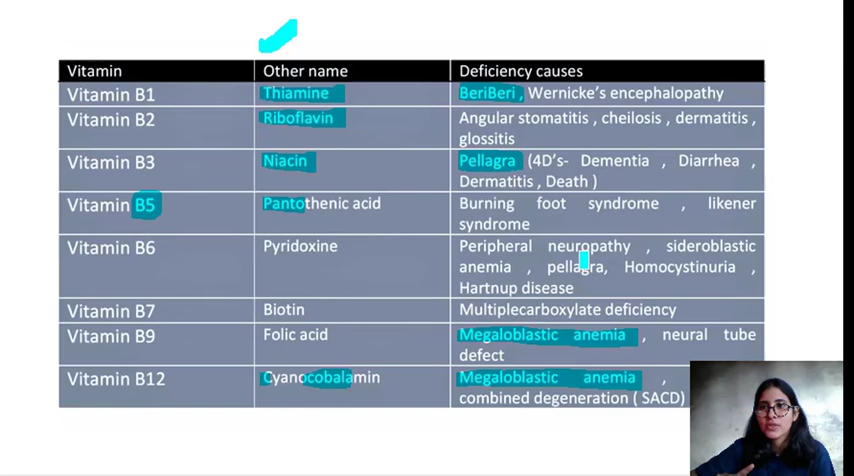 Vitamin Other name Deficiency causes
Vitamin B1 Thiamine BeriBeri , Wernicke's encephalopathy
Vitamin B2 Riboflavin Angular stomatitis , cheilosis , dermatitis ,
glossitis
Vitamin B3 Niacin Pellagra (4D's- Dementia , Diarrhea ,
Dermatitis , Death )
Vitamin B5 Pantothenic acid Burning foot syndrome , likener
syndrome
Vitamin B6 Pyridoxine Peripheral neuropathy , sideroblastic
anemia , pellagra, Homocystinuria ,
Hartnup disease
Vitamin B7 Biotin Multiplecarboxylate deficiency
Vitamin B9 Folic acid Megaloblastic anemia , neural tube
defect
Vitamin B12 Cyanocobalamin Megaloblastic anemia ,
combined degeneration ( SACD)